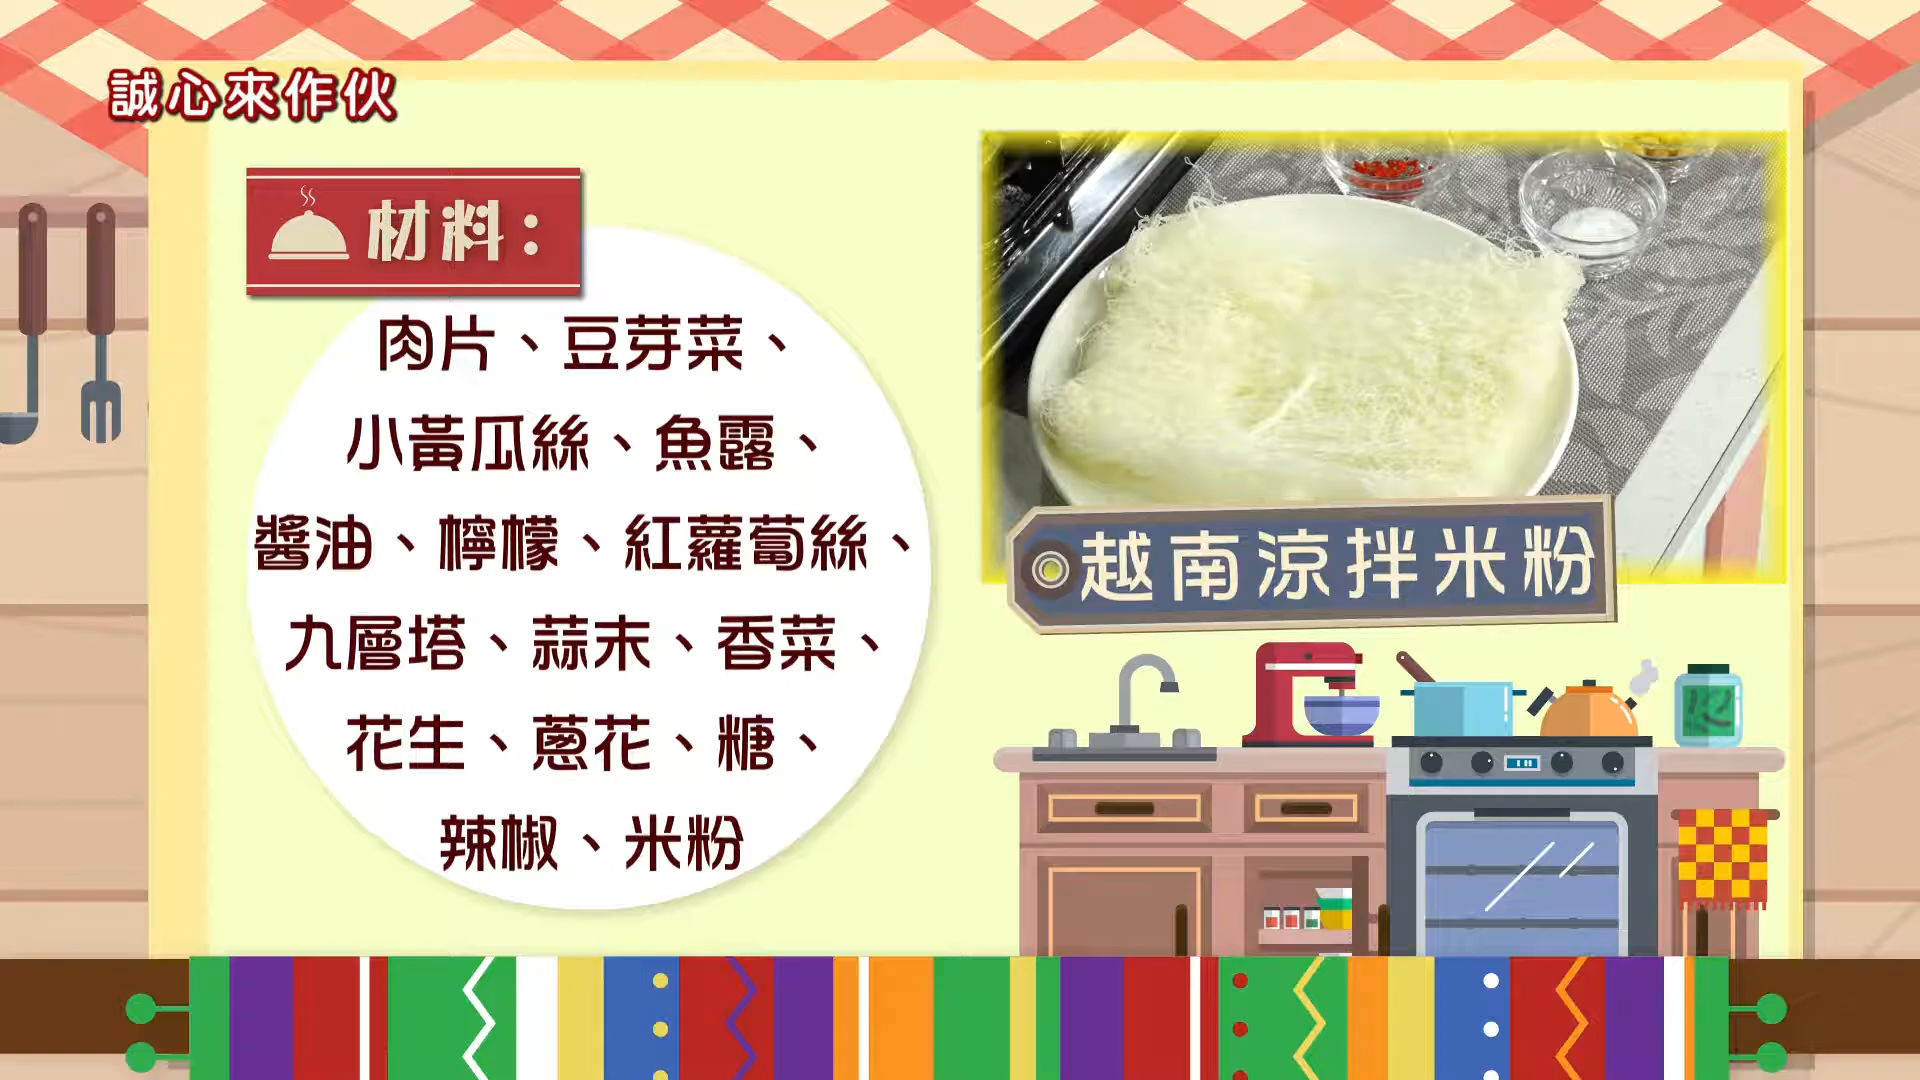 誠心來作伙
材料：
肉片、豆芽菜、
小黃瓜絲、魚露、
醬油、檸檬、紅蘿蔔絲、
九層塔、蒜末、香菜、
花生、蔥花、糖、
辣椒、米粉
越南涼拌米粉